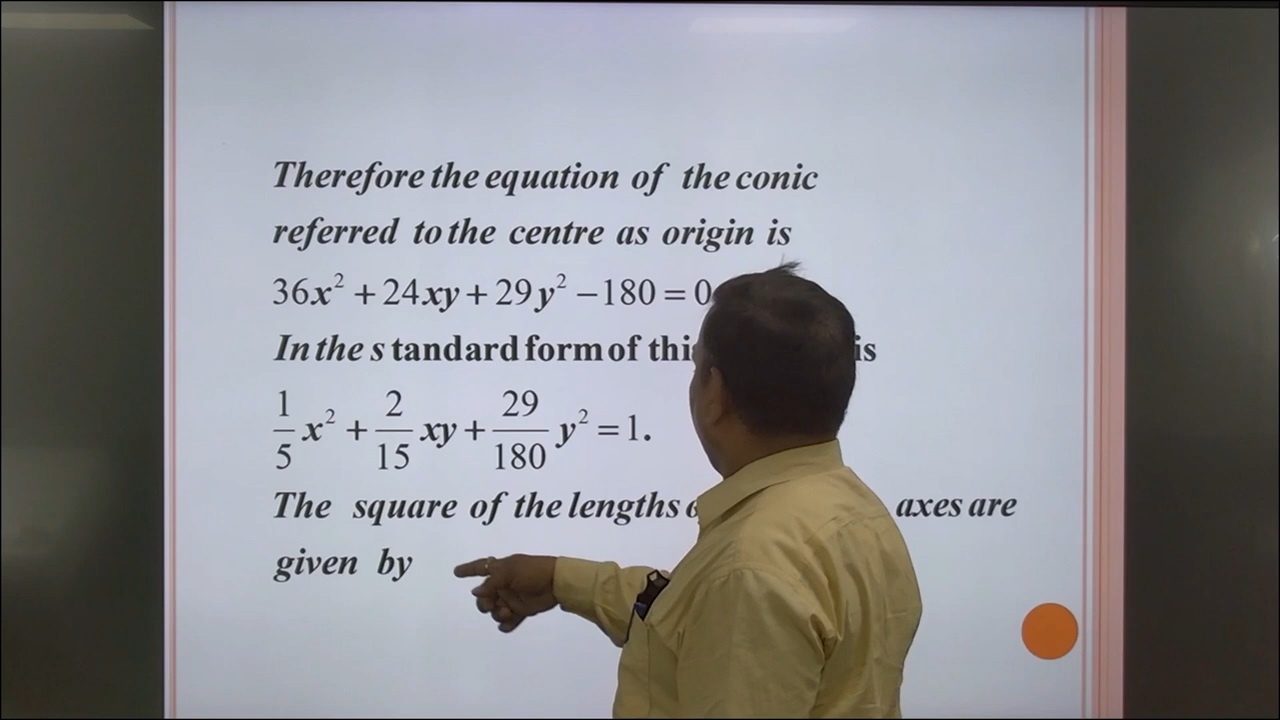 Therefore the equation of the conic
referred to the centre as origin is
36x² + 24xy + 29y² − 180 = 0
In the standard form of is
1/5 x² + 2/15 xy + 29/180 y² = 1.
The square of the lengths axes are
given by